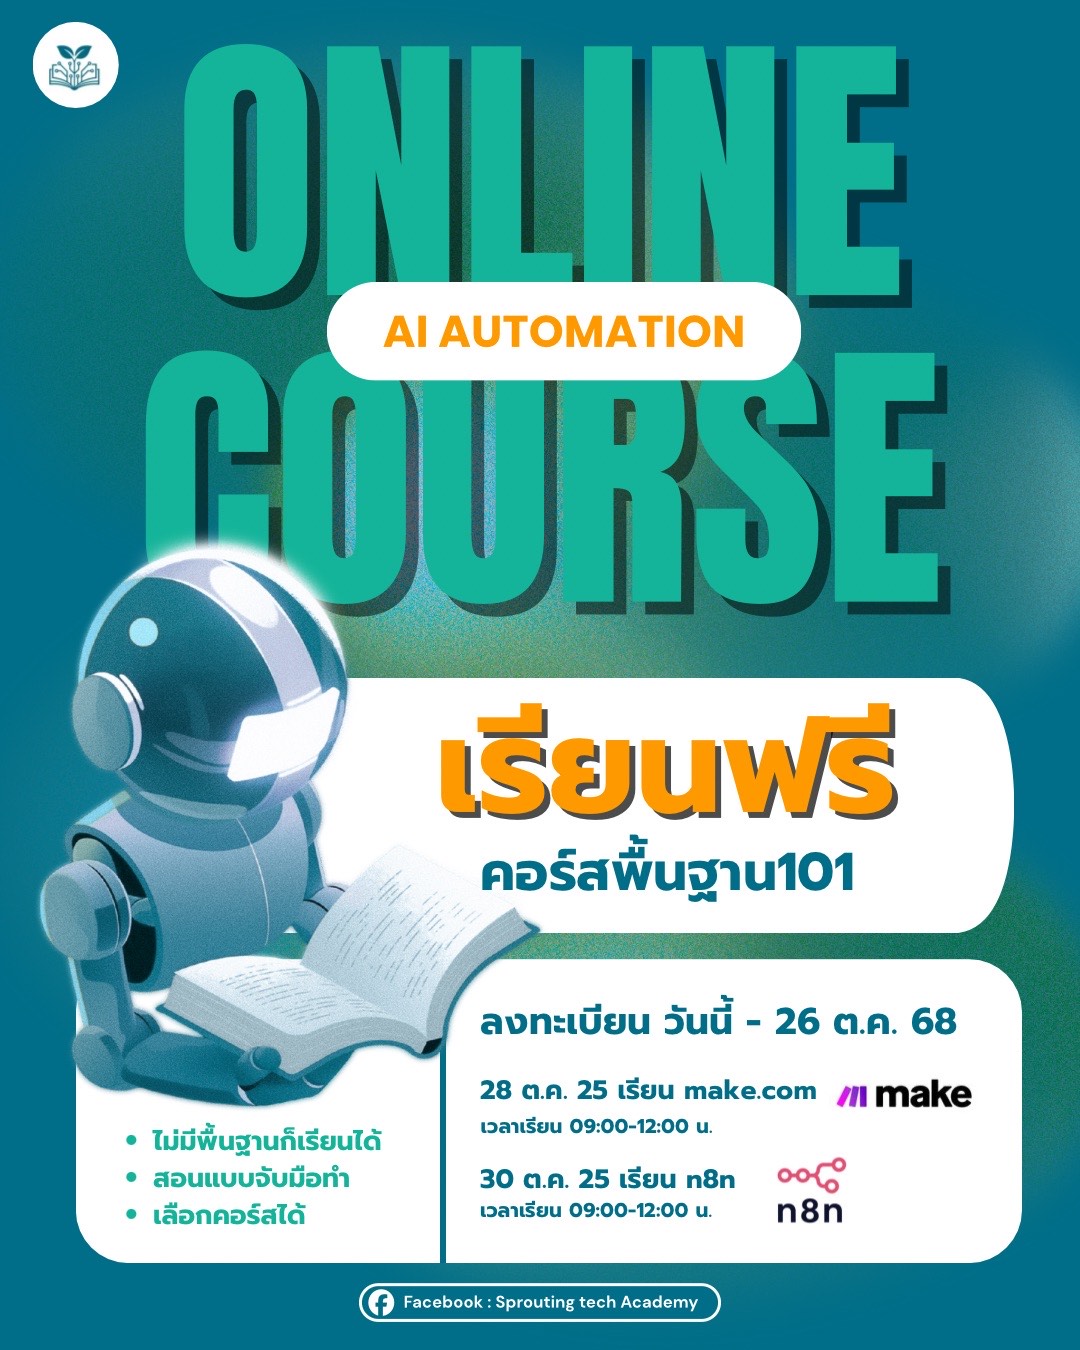 ONLINE
AI AUTOMATION
COURSE
เรียนฟรี
คอร์สพื้นฐาน101
ลงทะเบียน วันนี้ - 26 ต.ค. 68
28 ต.ค. 25 เรียน make.com
make
เวลาเรียน 09:00-12:00 น.
30 ต.ค. 25 เรียน n8n
เวลาเรียน 09:00-12:00 น.
n8n
• ไม่มีพื้นฐานก็เรียนได้
• สอนแบบจับมือทำ
• เลือกคอร์สได้
Facebook : Sprouting tech Academy